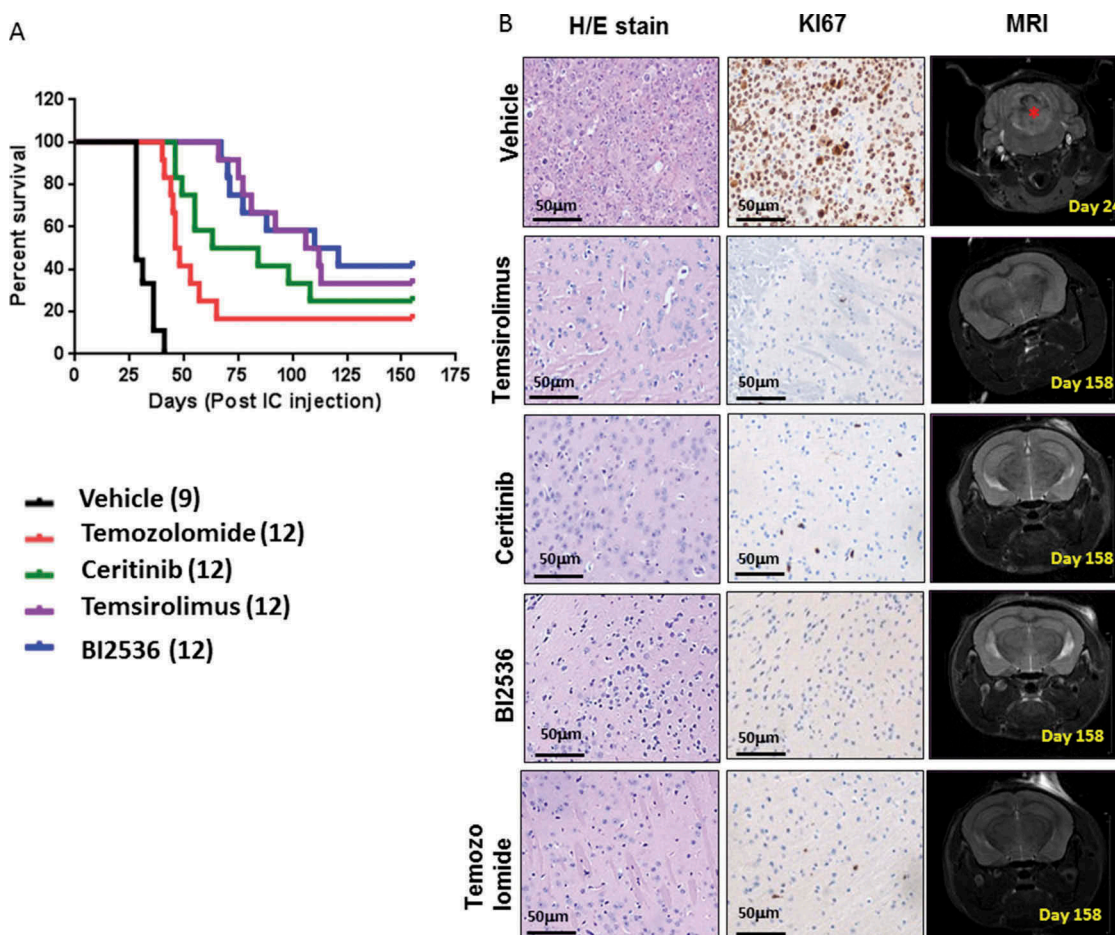 A
120
100
80
60
40
20
0
Percent survival
0 25 50 75 100 125 150 175
Days (Post IC injection)
Vehicle (9)
Temozolomide (12)
Ceritinib (12)
Temsirolimus (12)
BI2536 (12)
B
H/E stain KI67 MRI
Vehicle
50µm
50µm
*
Day 24
Temsirolimus
50µm
50µm
Day 158
Ceritinib
50µm
50µm
Day 158
BI2536
50µm
50µm
Day 158
Temozo
lomide
50µm
50µm
Day 158